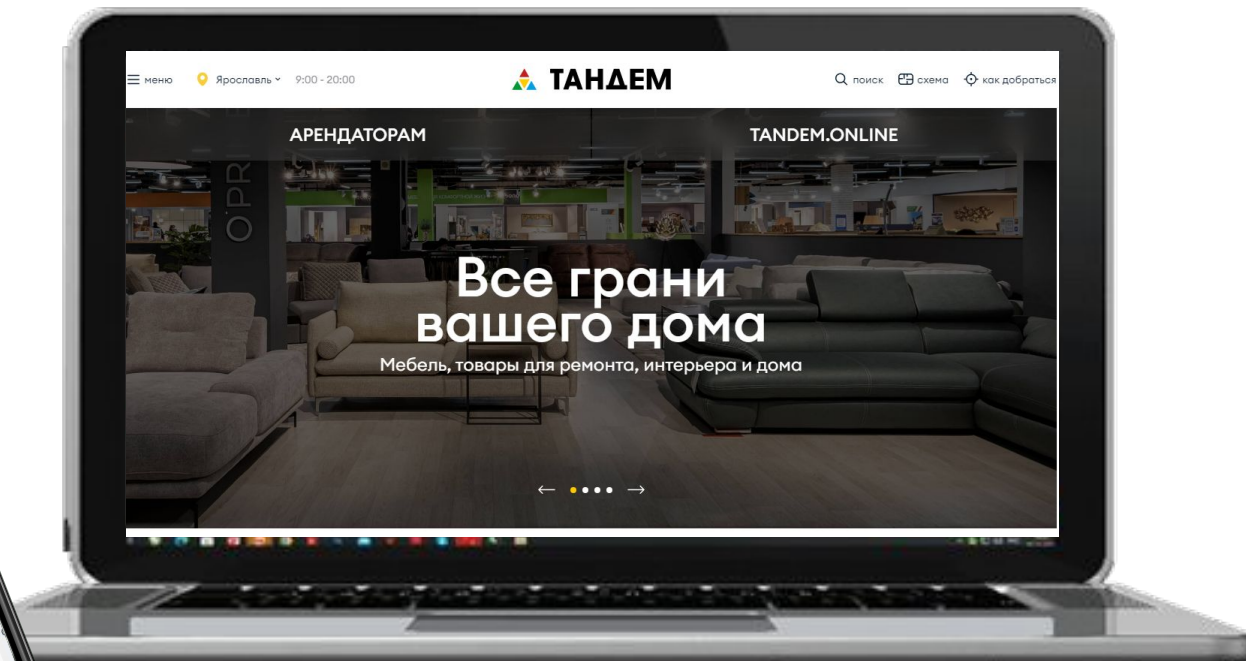 меню
Ярославль
9:00 - 20:00
ТАНДЕМ
поиск
схема
как добраться
АРЕНДАТОРАМ
TANDEM.ONLINE
Все грани
вашего дома
Мебель, товары для ремонта, интерьера и дома